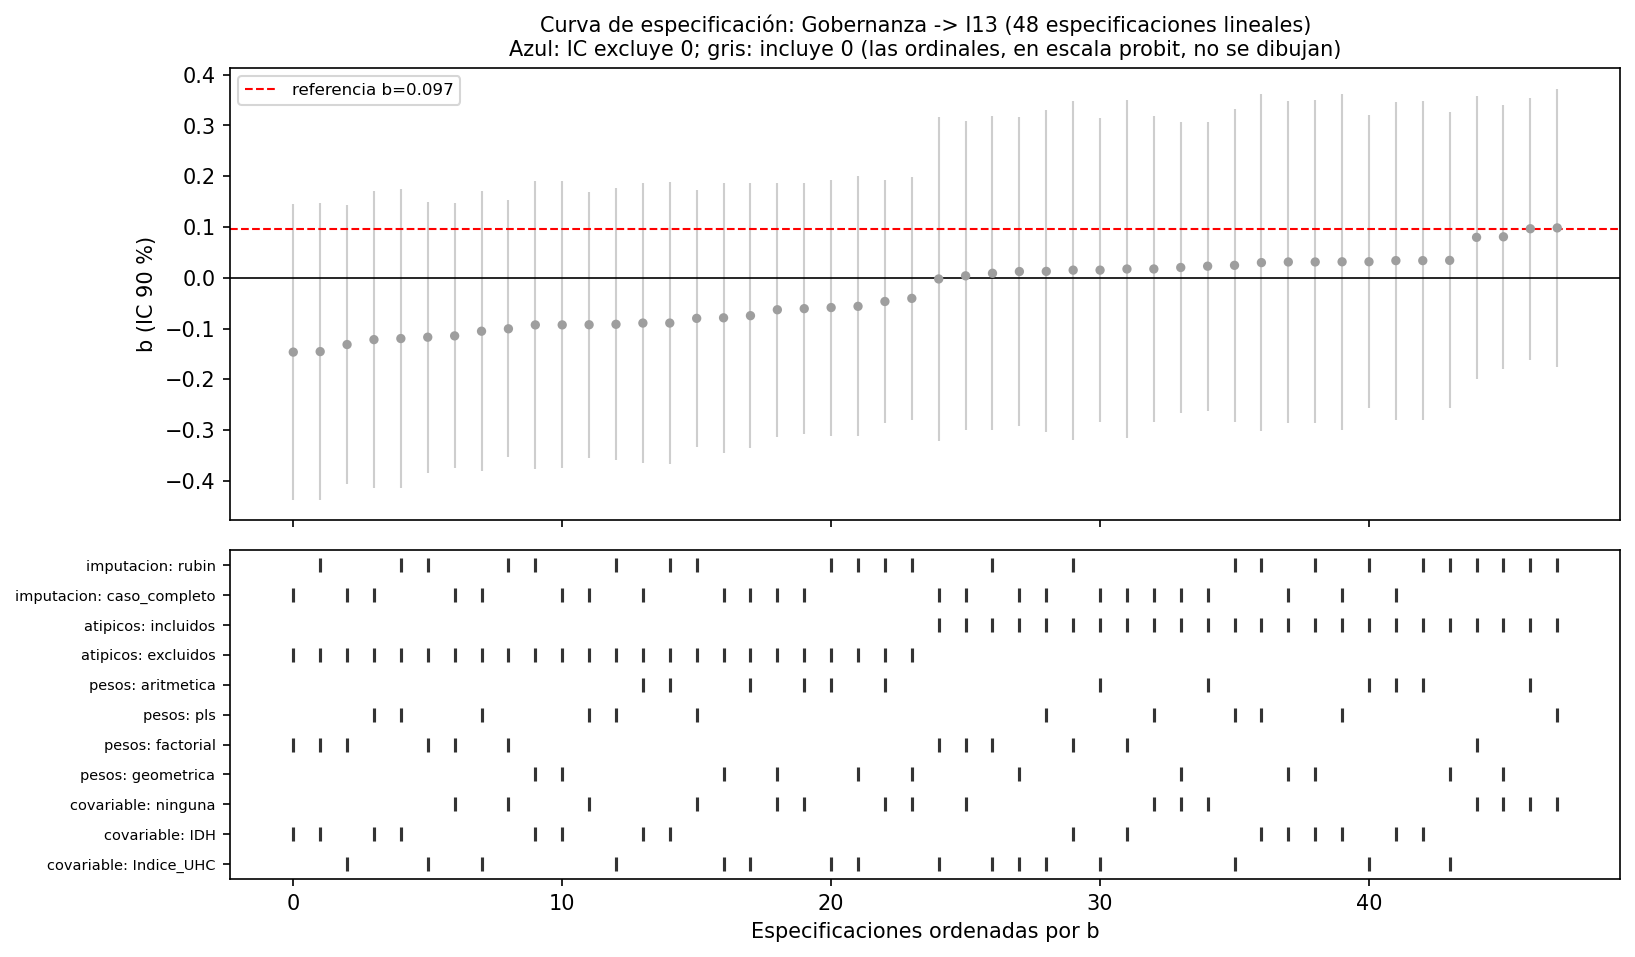 Curva de especificación: Gobernanza -> I13 (48 especificaciones lineales)
Azul: IC excluye 0; gris: incluye 0 (las ordinales, en escala probit, no se dibujan)
referencia b=0.097
b (IC 90 %)
0.4
0.3
0.2
0.1
0.0
−0.1
−0.2
−0.3
−0.4
imputacion: rubin
imputacion: caso_completo
atipicos: incluidos
atipicos: excluidos
pesos: aritmetica
pesos: pls
pesos: factorial
pesos: geometrica
covariable: ninguna
covariable: IDH
covariable: Indice_UHC
0 10 20 30 40
Especificaciones ordenadas por b